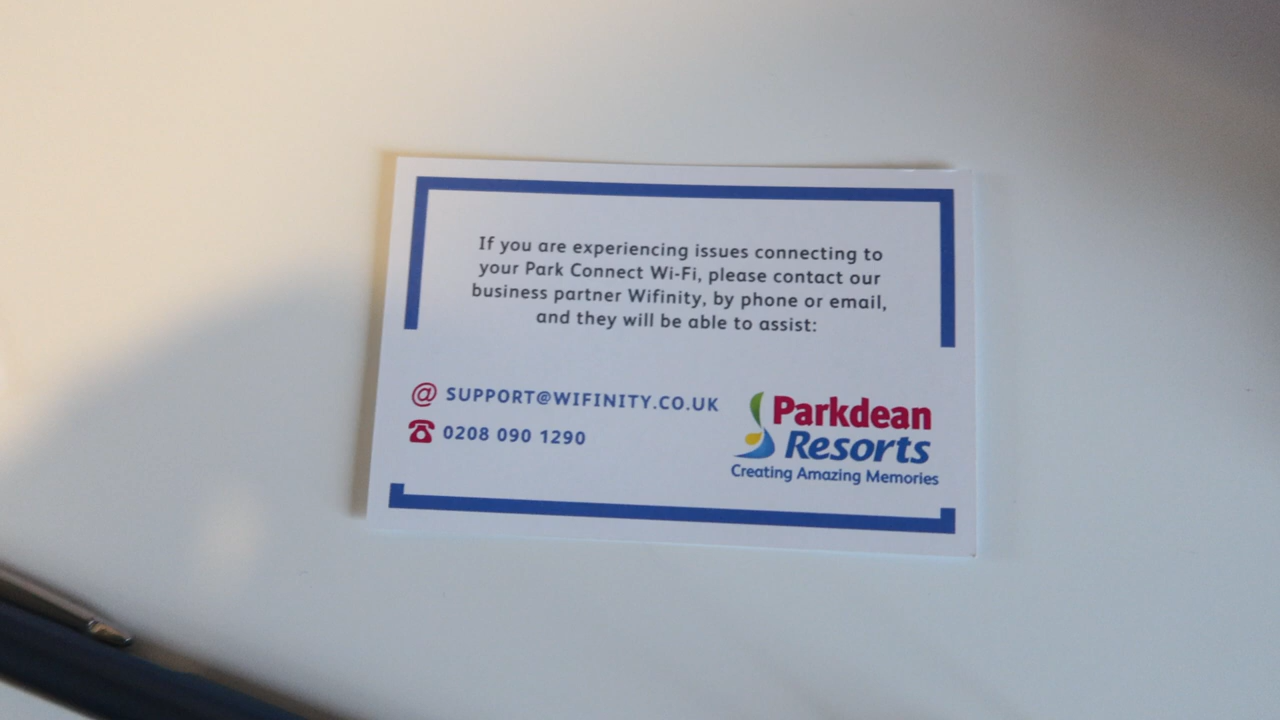 If you are experiencing issues connecting to
your Park Connect Wi-Fi, please contact our
business partner Wifinity, by phone or email,
and they will be able to assist:
@ SUPPORT@WIFINITY.CO.UK
0208 090 1290
Parkdean
Resorts
Creating Amazing Memories